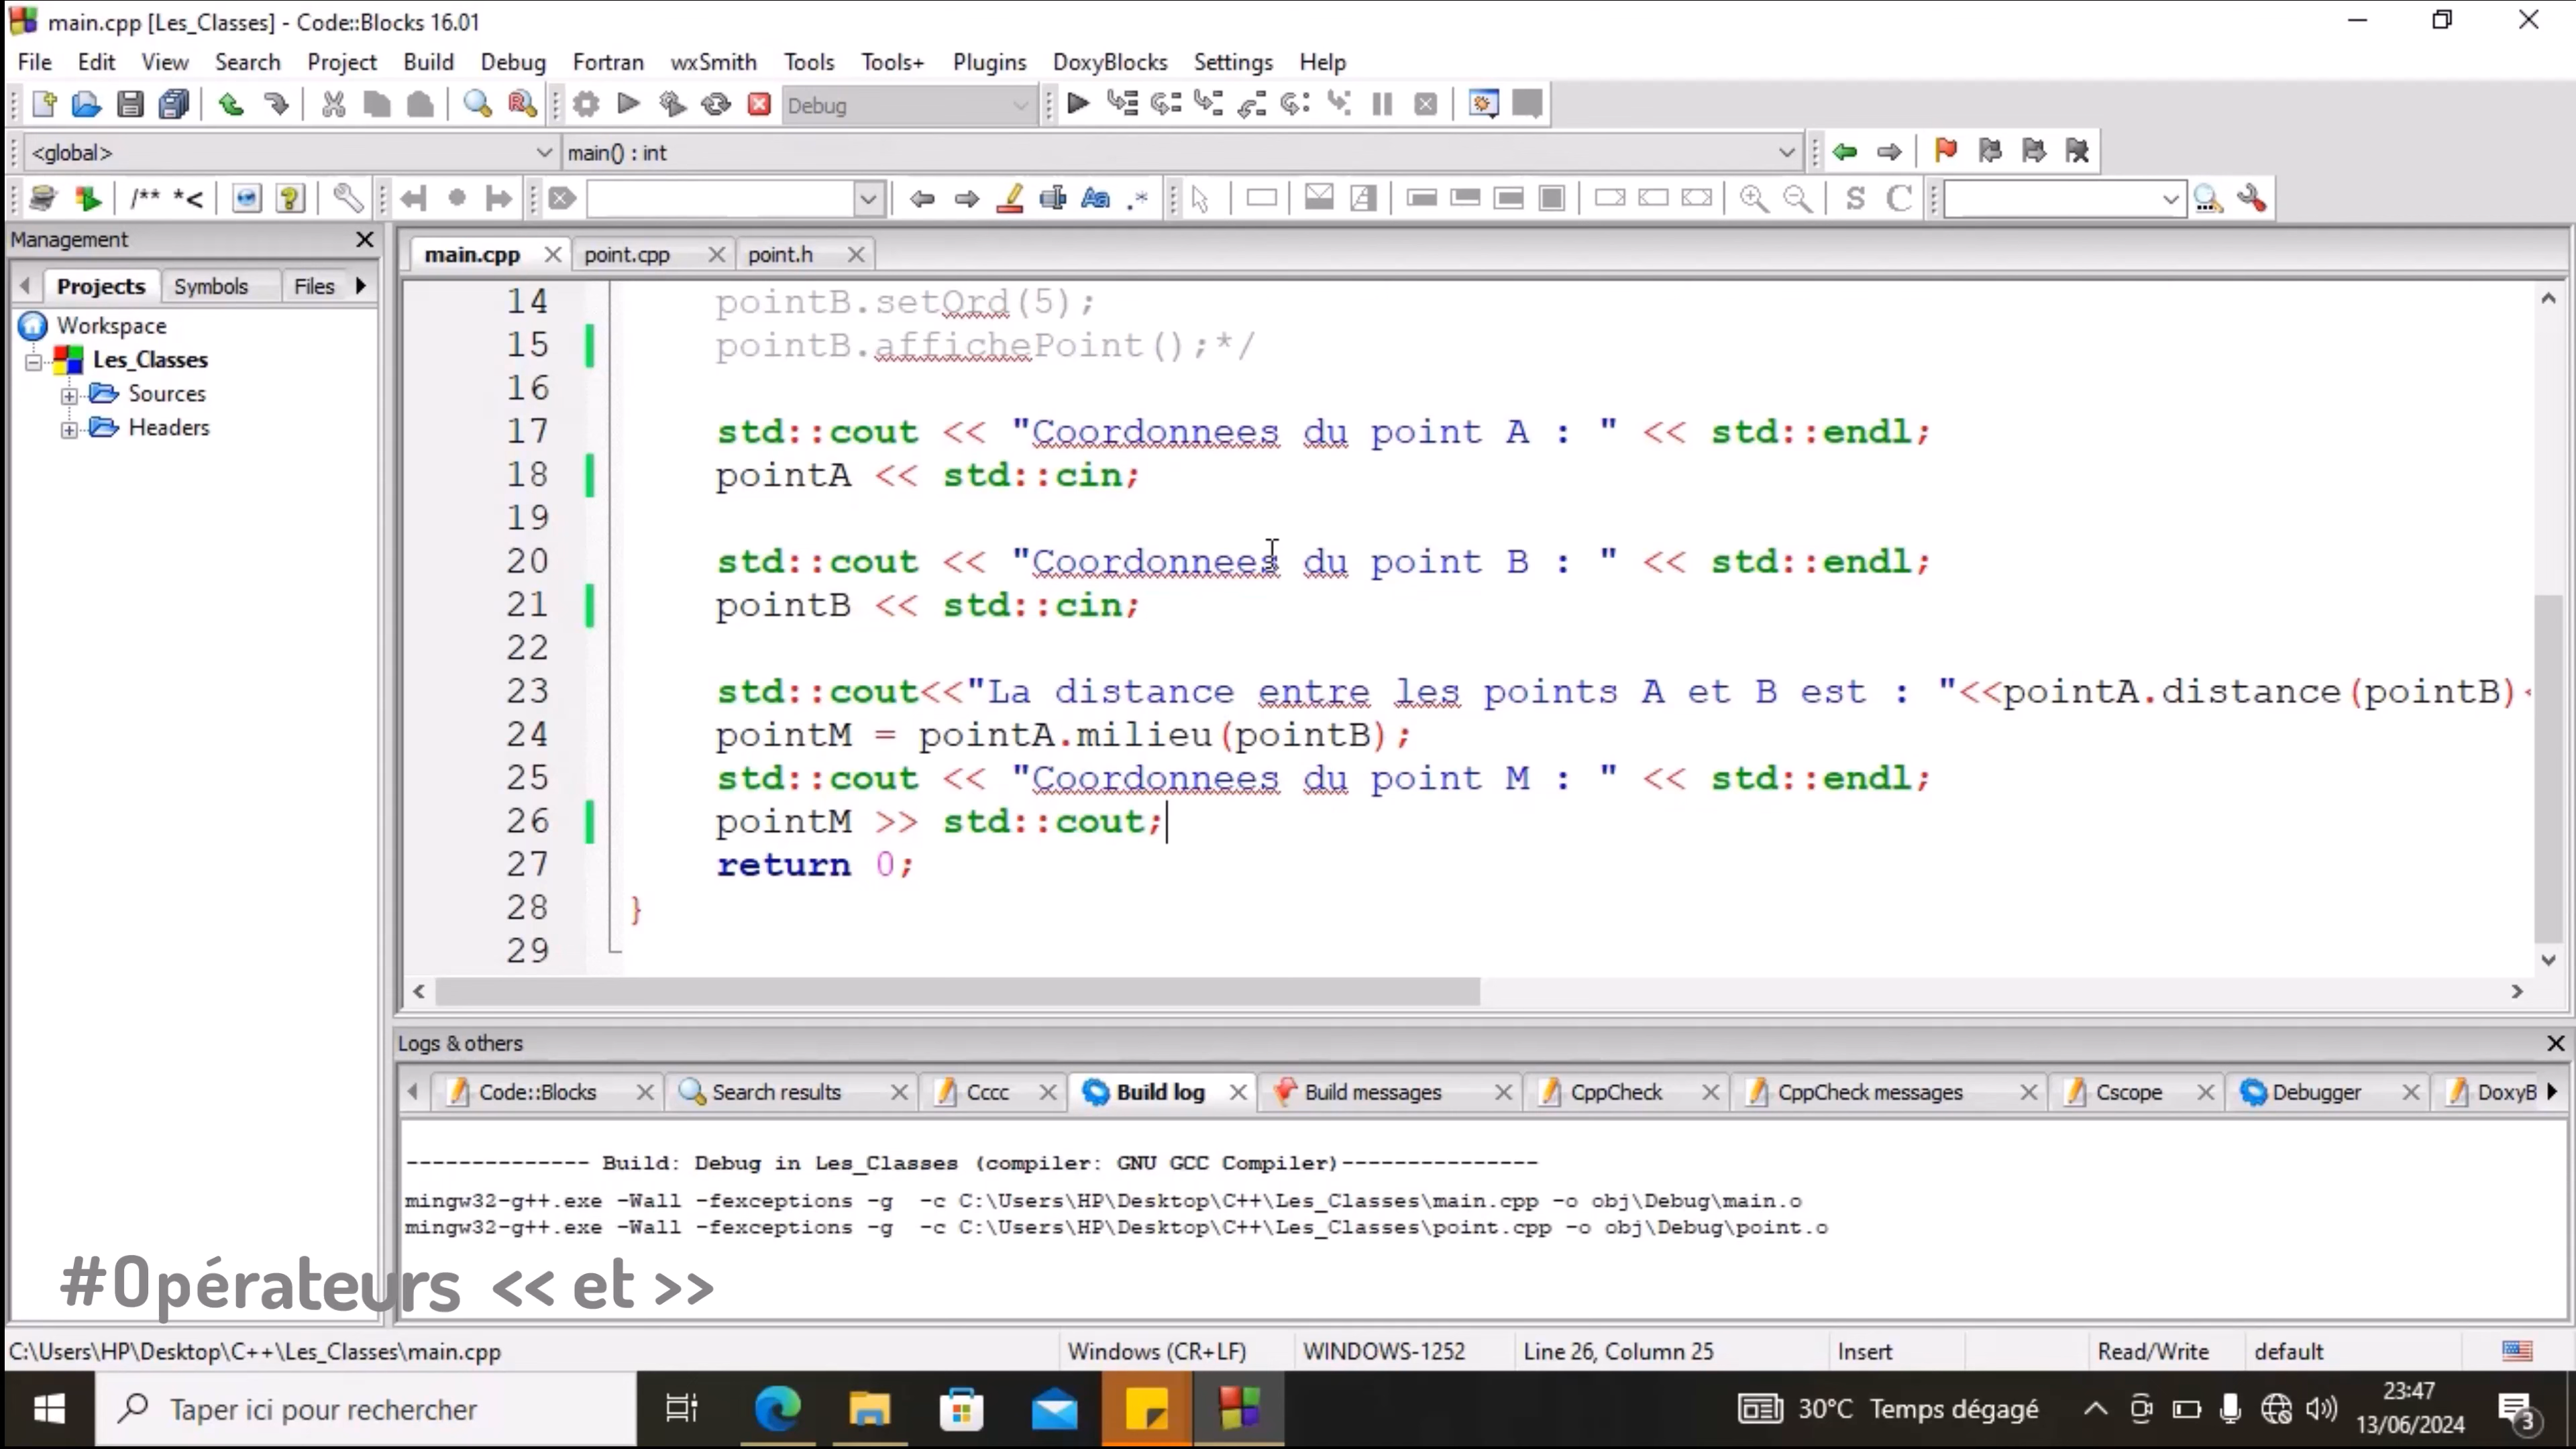 main.cpp [Les_Classes] - Code::Blocks 16.01
File Edit View Search Project Build Debug Fortran wxSmith Tools Tools+ Plugins DoxyBlocks Settings Help
Debug
<global> main() : int
/** *< Aa .* S C
Management
main.cpp point.cpp point.h
Projects Symbols Files
Workspace
Les_Classes
Sources
Headers
14 pointB.setOrd(5);
15 pointB.affichePoint();*/
16
17 std::cout << "Coordonnees du point A : " << std::endl;
18 pointA << std::cin;
19
20 std::cout << "Coordonnees du point B : " << std::endl;
21 pointB << std::cin;
22
23 std::cout<<"La distance entre les points A et B est : "<<pointA.distance(pointB)
24 pointM = pointA.milieu(pointB);
25 std::cout << "Coordonnees du point M : " << std::endl;
26 pointM >> std::cout;
27 return 0;
28 }
29
Logs & others
Code::Blocks Search results Cccc Build log Build messages CppCheck CppCheck messages Cscope Debugger DoxyB
-------------- Build: Debug in Les_Classes (compiler: GNU GCC Compiler)---------------
mingw32-g++.exe -Wall -fexceptions -g -c C:\Users\HP\Desktop\C++\Les_Classes\main.cpp -o obj\Debug\main.o
mingw32-g++.exe -Wall -fexceptions -g -c C:\Users\HP\Desktop\C++\Les_Classes\point.cpp -o obj\Debug\point.o
#Opérateurs << et >>
C:\Users\HP\Desktop\C++\Les_Classes\main.cpp Windows (CR+LF) WINDOWS-1252 Line 26, Column 25 Insert Read/Write default
Taper ici pour rechercher
30°C Temps dégagé
23:47
13/06/2024
3